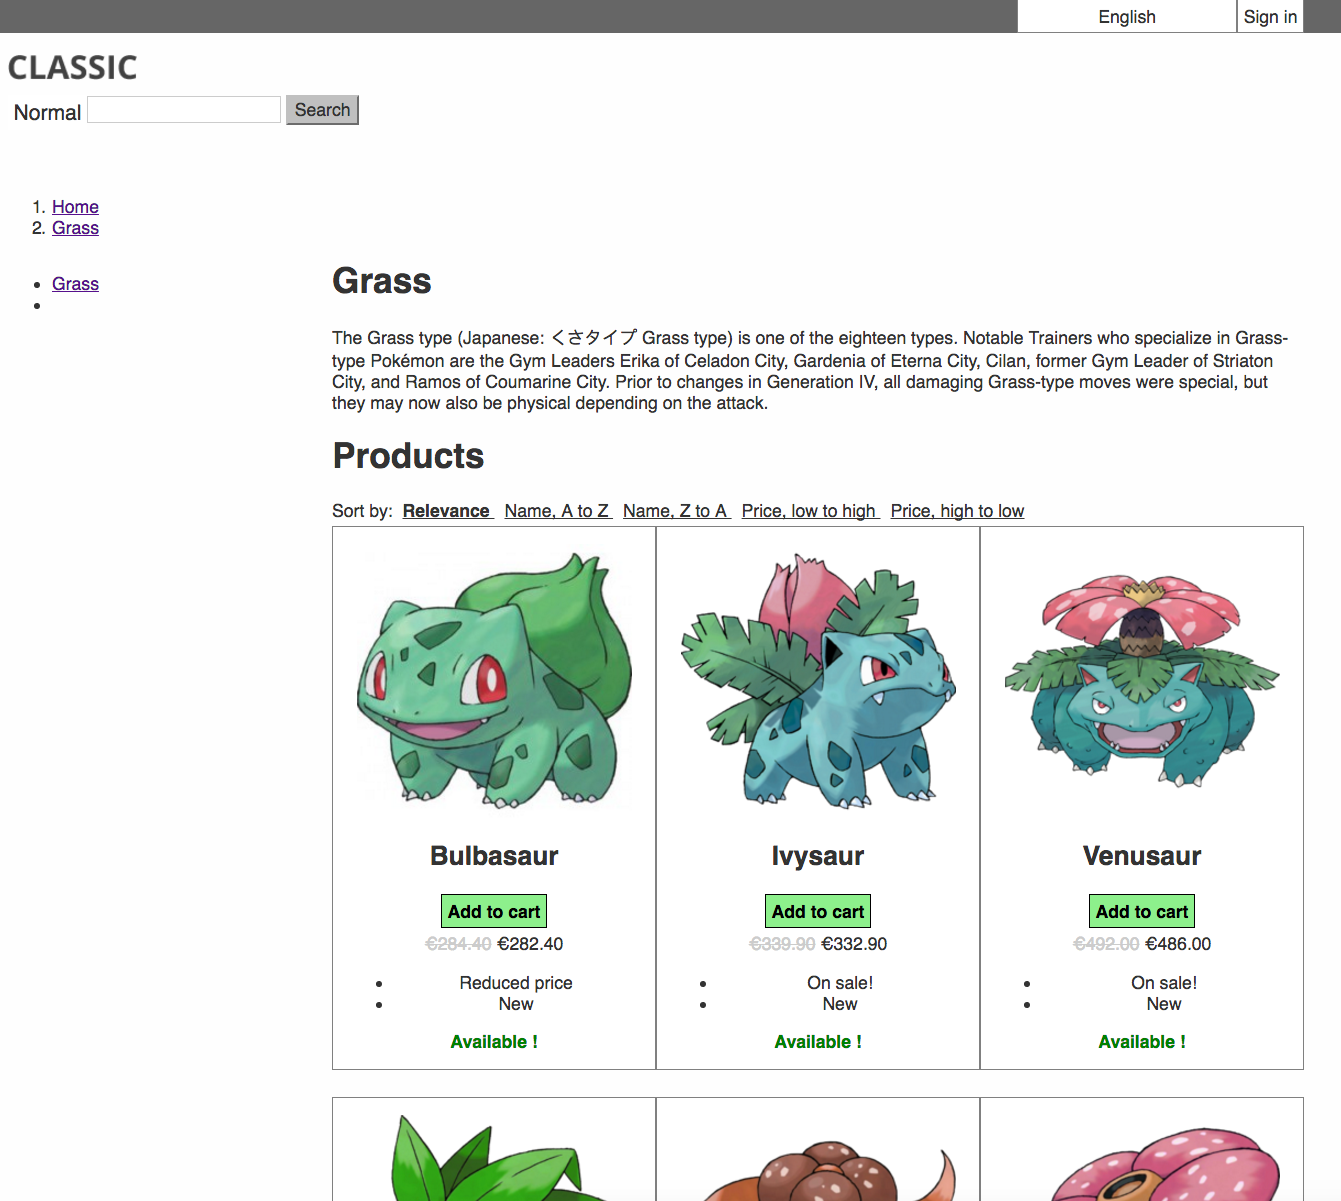 English
Sign in
CLASSIC
Normal
Search
1. Home
2. Grass
Grass
Grass
The Grass type (Japanese: くさタイプ Grass type) is one of the eighteen types. Notable Trainers who specialize in Grass-
type Pokémon are the Gym Leaders Erika of Celadon City, Gardenia of Eterna City, Cilan, former Gym Leader of Striaton
City, and Ramos of Coumarine City. Prior to changes in Generation IV, all damaging Grass-type moves were special, but
they may now also be physical depending on the attack.
Products
Sort by: Relevance Name, A to Z Name, Z to A Price, low to high Price, high to low
Bulbasaur
Add to cart
€284.40 €282.40
Reduced price
New
Available !
Ivysaur
Add to cart
€339.90 €332.90
On sale!
New
Available !
Venusaur
Add to cart
€492.00 €486.00
On sale!
New
Available !